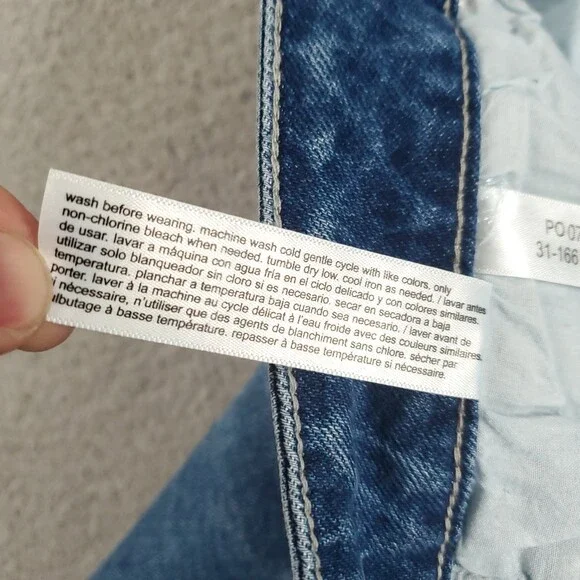 wash before wearing. machine wash cold gentle cycle with like colors. only
non-chlorine bleach when needed. tumble dry low. cool iron as needed. / lavar antes
de usar. lavar a máquina con agua fría en el ciclo delicado y con colores similares.
utilizar solo blanqueador sin cloro si es necesario. secar en secadora a baja
temperatura. planchar a temperatura baja cuando sea necesario. / laver avant de
porter. laver à la machine au cycle délicat à l'eau froide avec des couleurs similaires.
i nécessaire, n'utiliser que des agents de blanchiment sans chlore. sécher par
ulbutage à basse température. repasser à basse température si nécessaire.
PO 07
31-166